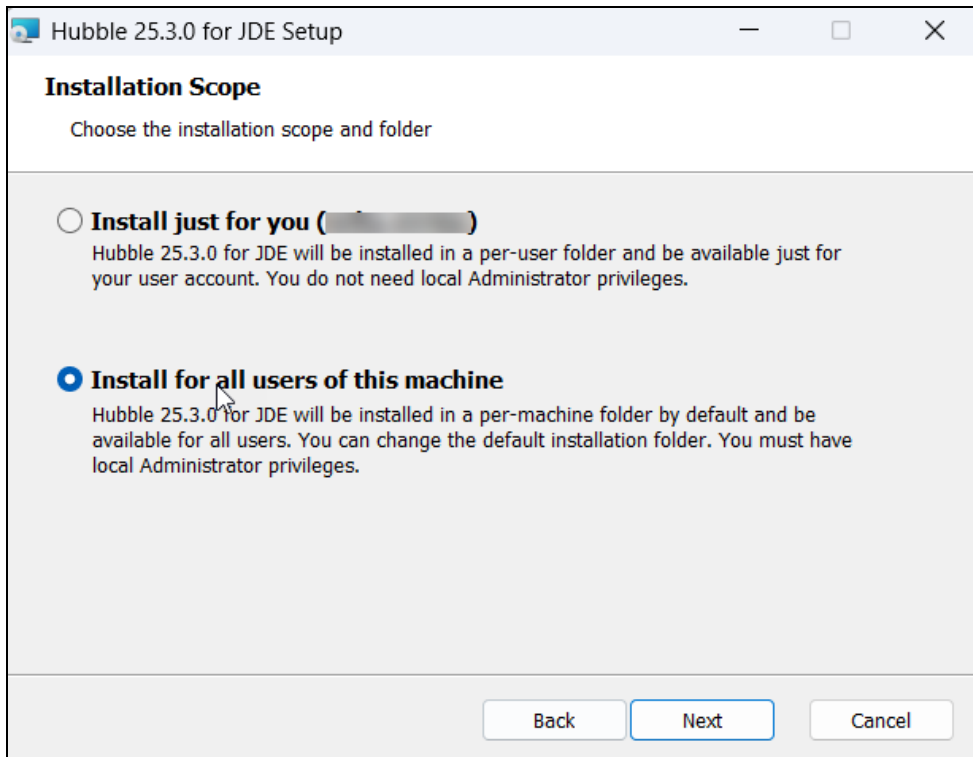 Hubble 25.3.0 for JDE Setup
Installation Scope
Choose the installation scope and folder
Install just for you ( )
Hubble 25.3.0 for JDE will be installed in a per-user folder and be available just for
your user account. You do not need local Administrator privileges.
Install for all users of this machine
Hubble 25.3.0 for JDE will be installed in a per-machine folder by default and be
available for all users. You can change the default installation folder. You must have
local Administrator privileges.
Back
Next
Cancel